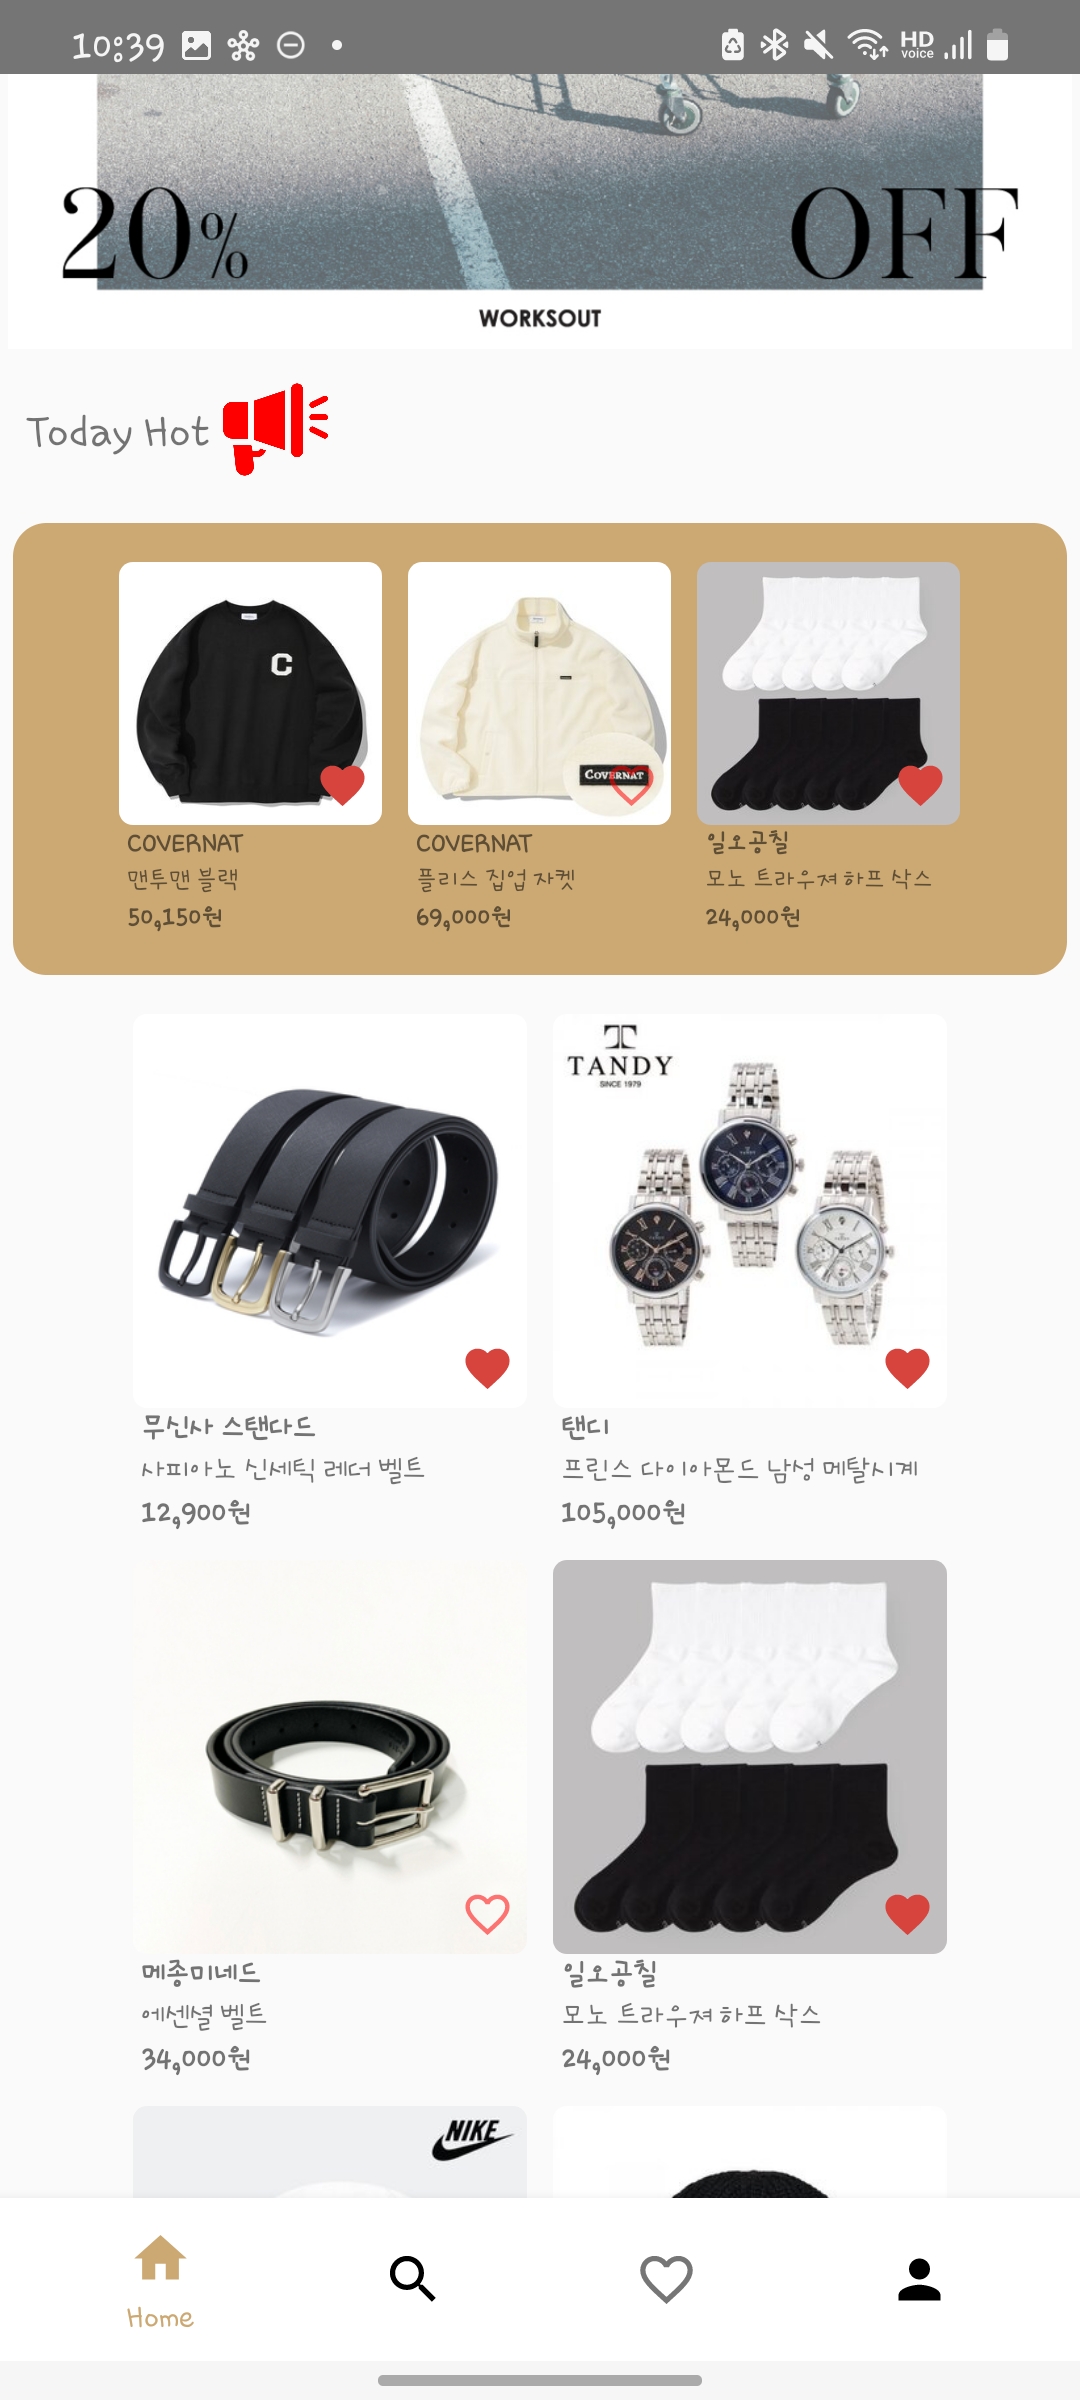 10:39
HD
voice
20% OFF
WORKSOUT
Today Hot
C
COVERNAT
COVERNAT
맨투맨 블랙
50,150원
COVERNAT
플리스 집업 자켓
69,000원
일오공칠
모노 트라우져 하프 삭스
24,000원
TANDY
SINCE 1979
무신사 스탠다드
사피아노 신세틱 레더 벨트
12,900원
탠디
프린스 다이아몬드 남성 메탈시계
105,000원
메종미네드
에센셜 벨트
34,000원
일오공칠
모노 트라우져 하프 삭스
24,000원
NIKE
Home